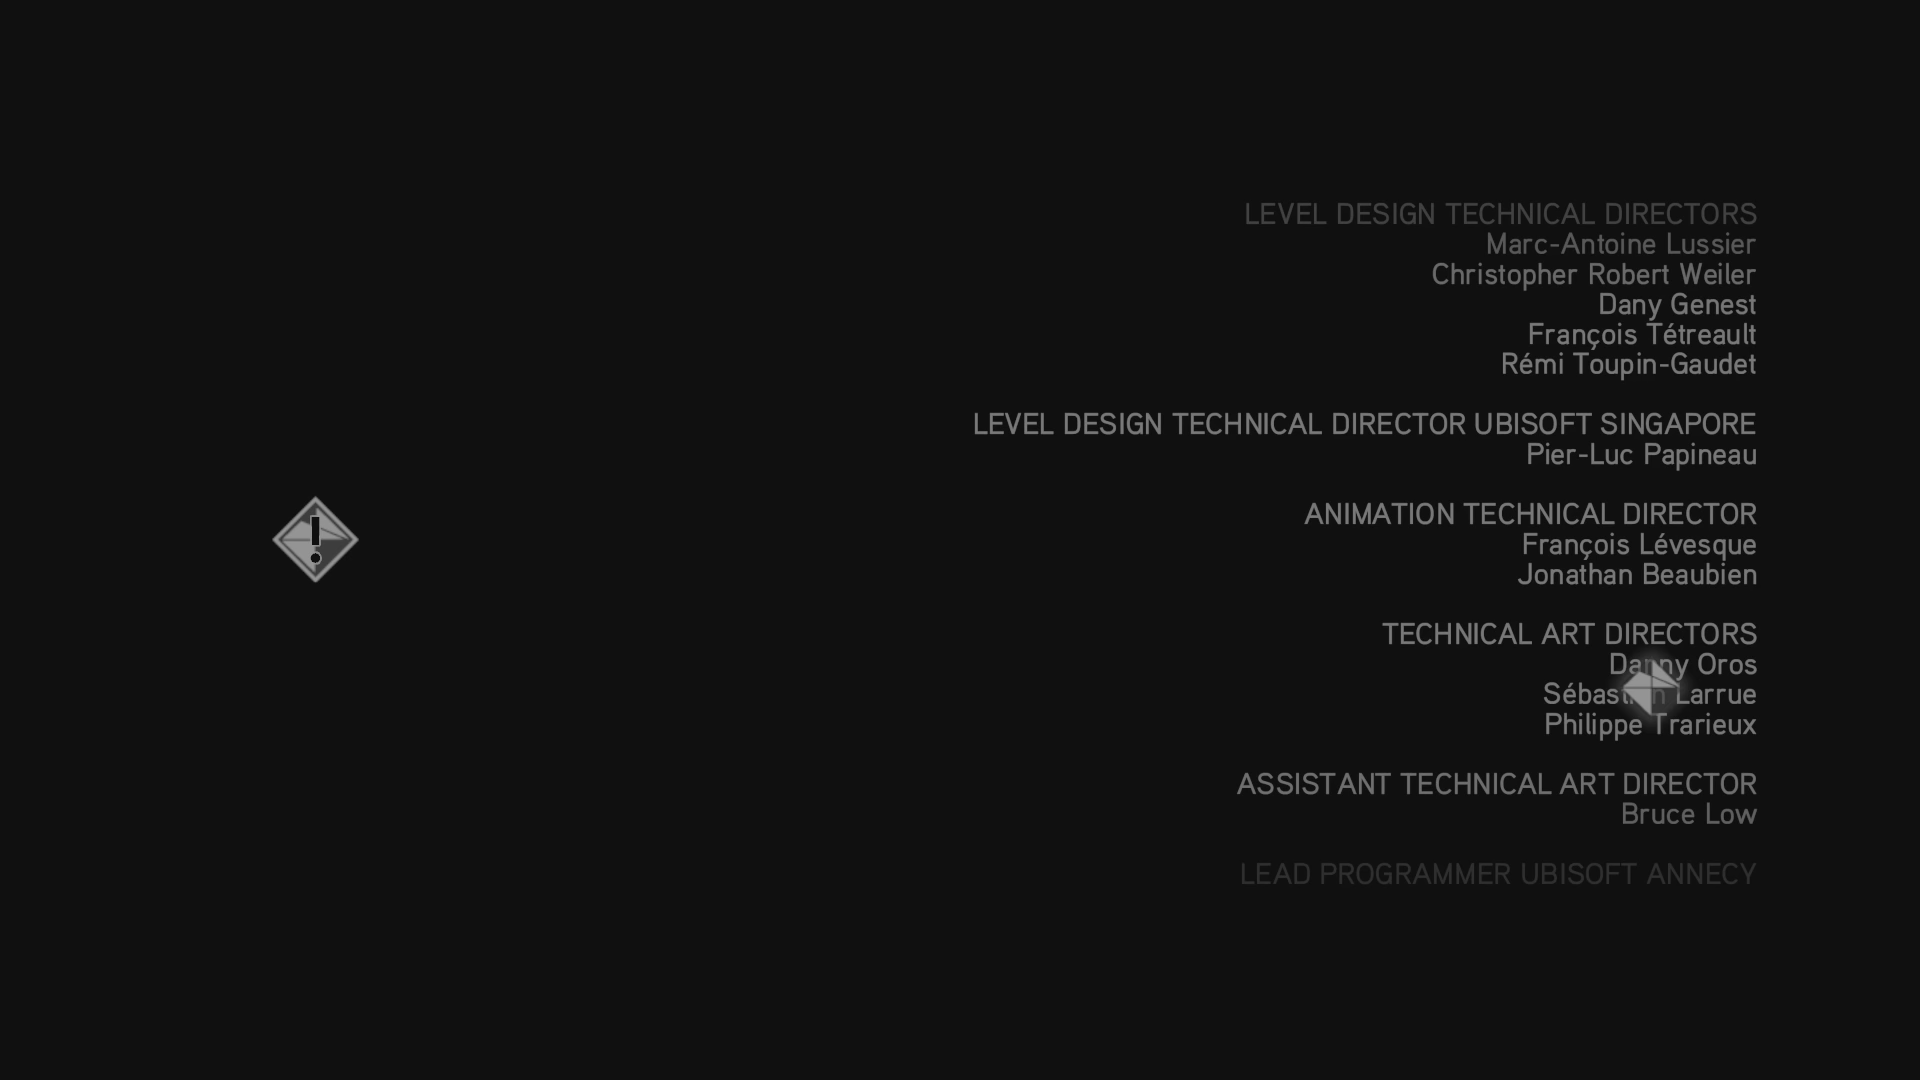 LEVEL DESIGN TECHNICAL DIRECTORS
Marc-Antoine Lussier
Christopher Robert Weiler
Dany Genest
François Tétreault
Rémi Toupin-Gaudet
LEVEL DESIGN TECHNICAL DIRECTOR UBISOFT SINGAPORE
Pier-Luc Papineau
ANIMATION TECHNICAL DIRECTOR
François Lévesque
Jonathan Beaubien
!
TECHNICAL ART DIRECTORS
Danny Oros
Sébastien Larrue
Philippe Trarieux
ASSISTANT TECHNICAL ART DIRECTOR
Bruce Low
LEAD PROGRAMMER UBISOFT ANNECY